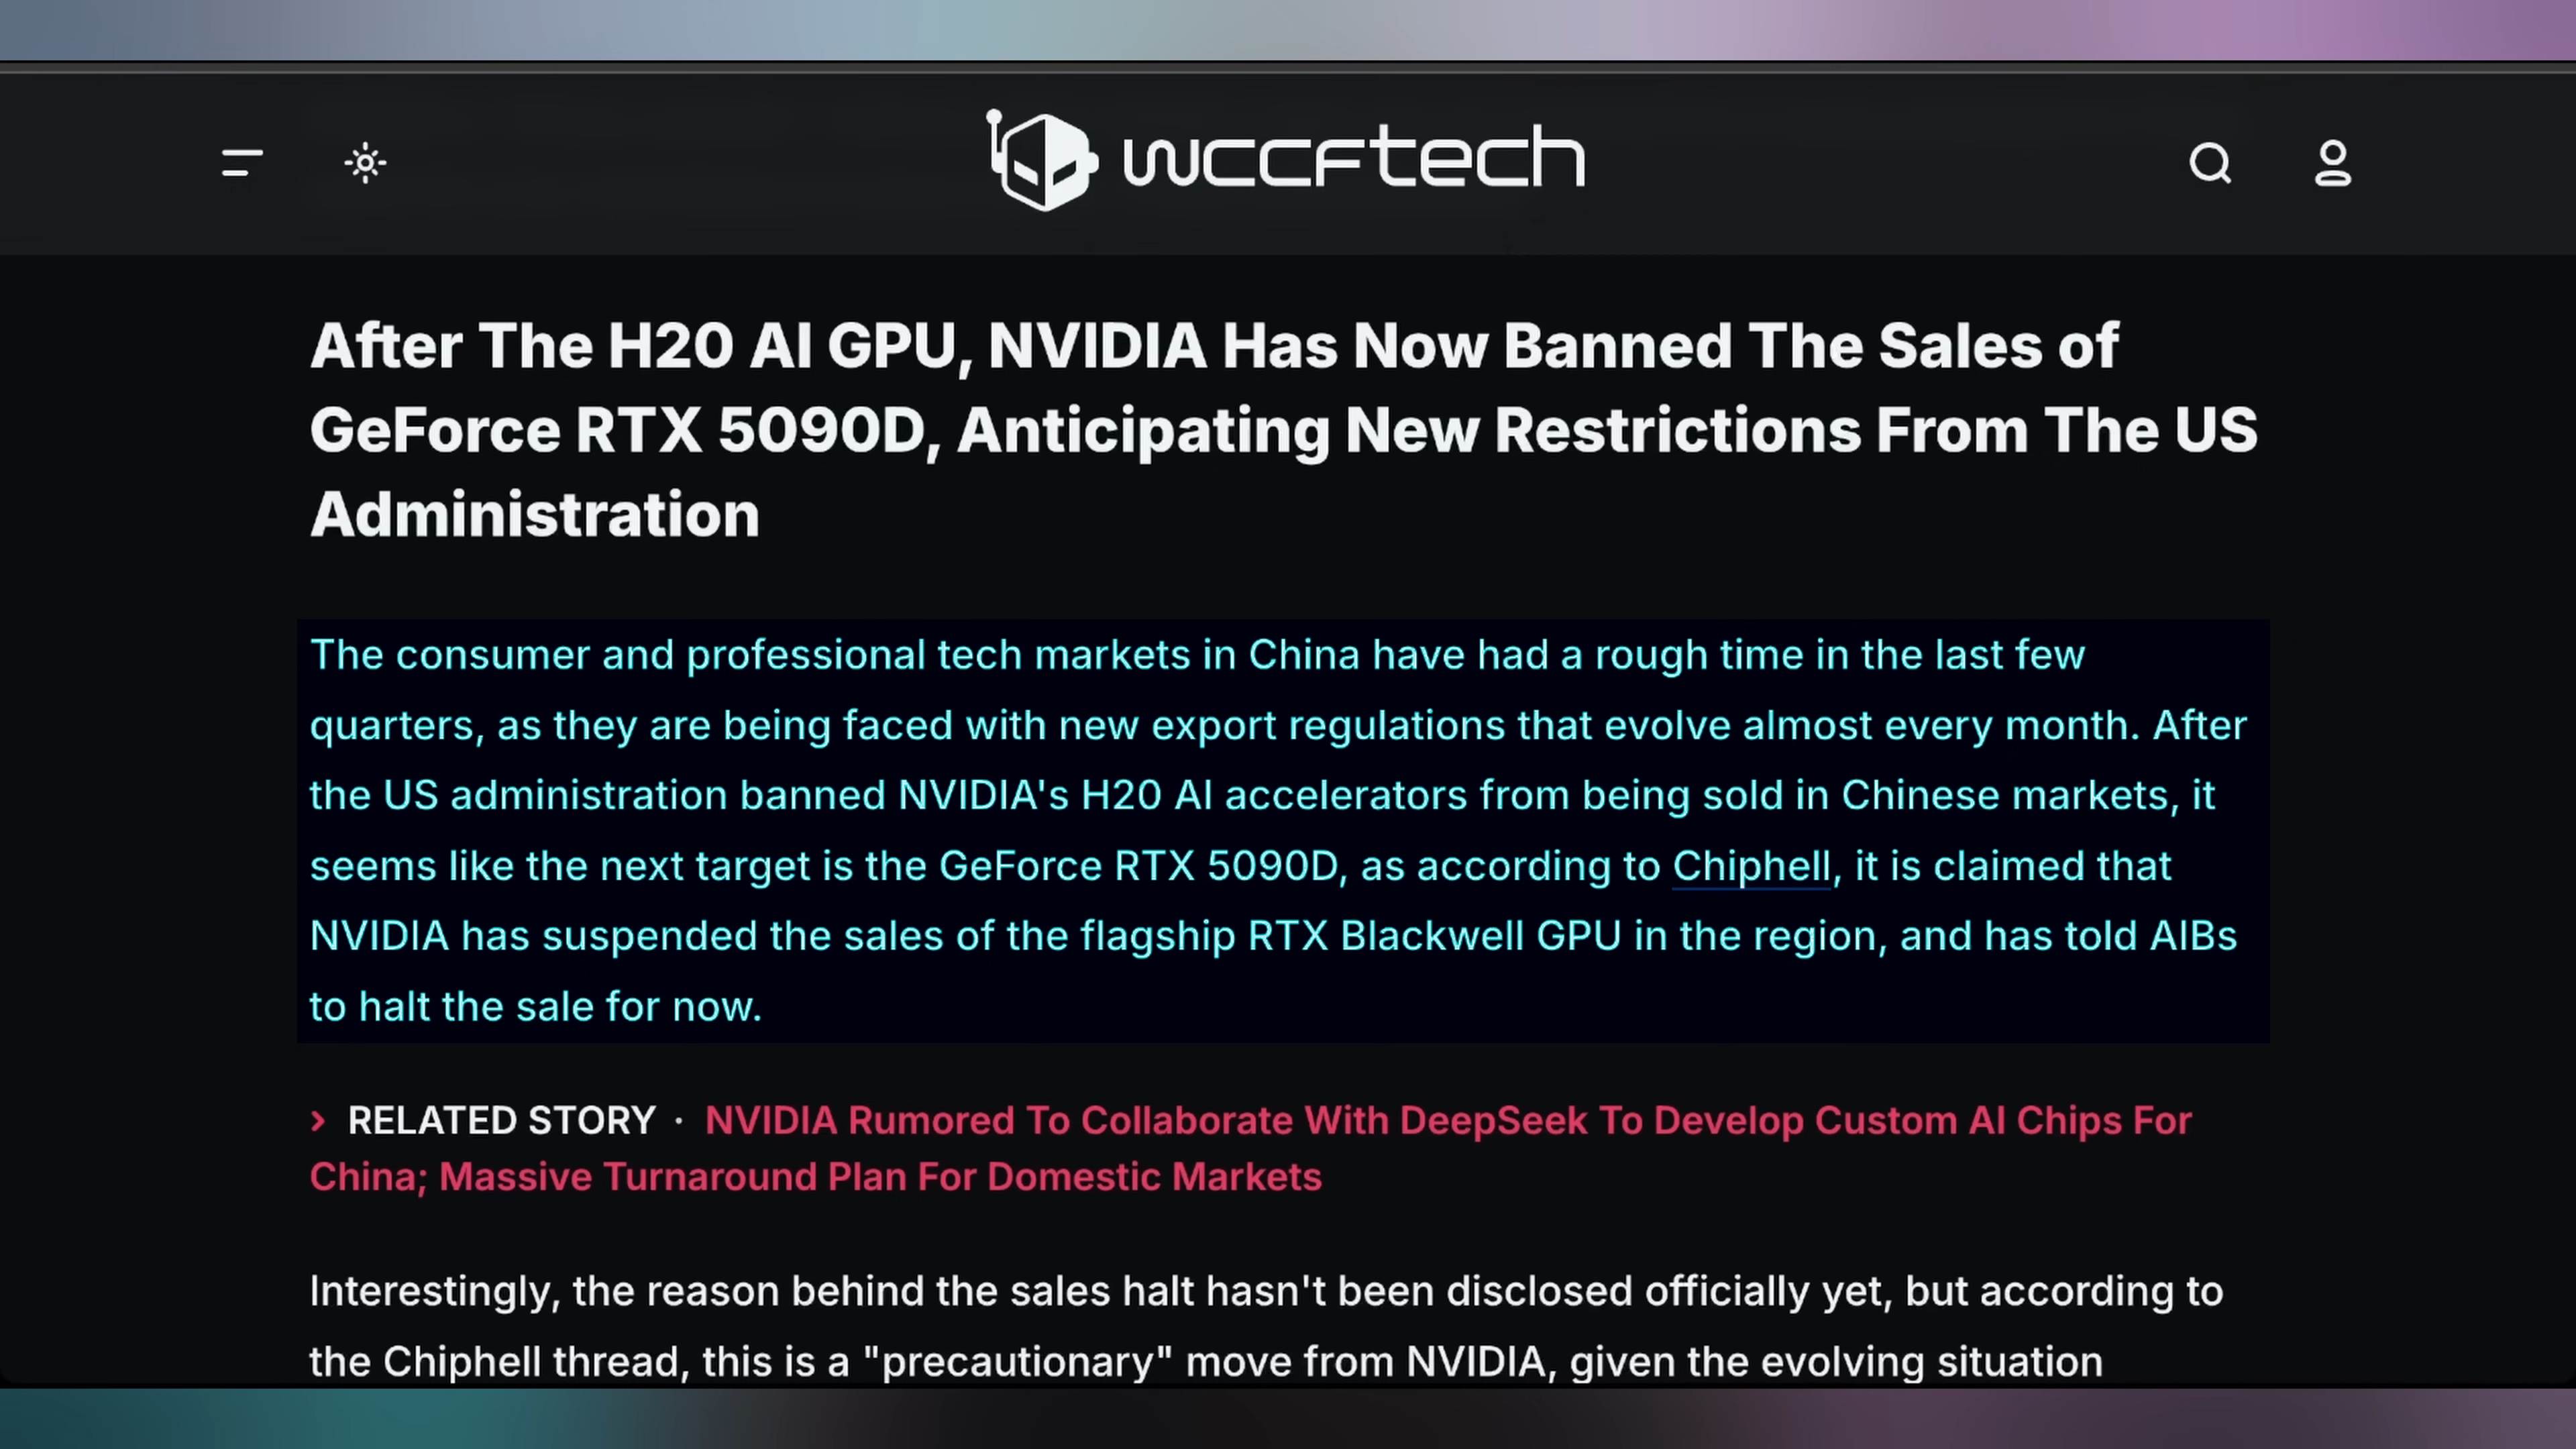 wccftech
After The H20 AI GPU, NVIDIA Has Now Banned The Sales of
GeForce RTX 5090D, Anticipating New Restrictions From The US
Administration
The consumer and professional tech markets in China have had a rough time in the last few
quarters, as they are being faced with new export regulations that evolve almost every month. After
the US administration banned NVIDIA's H20 AI accelerators from being sold in Chinese markets, it
seems like the next target is the GeForce RTX 5090D, as according to Chiphell, it is claimed that
NVIDIA has suspended the sales of the flagship RTX Blackwell GPU in the region, and has told AIBs
to halt the sale for now.
› RELATED STORY · NVIDIA Rumored To Collaborate With DeepSeek To Develop Custom AI Chips For
China; Massive Turnaround Plan For Domestic Markets
Interestingly, the reason behind the sales halt hasn't been disclosed officially yet, but according to
the Chiphell thread, this is a "precautionary" move from NVIDIA, given the evolving situation